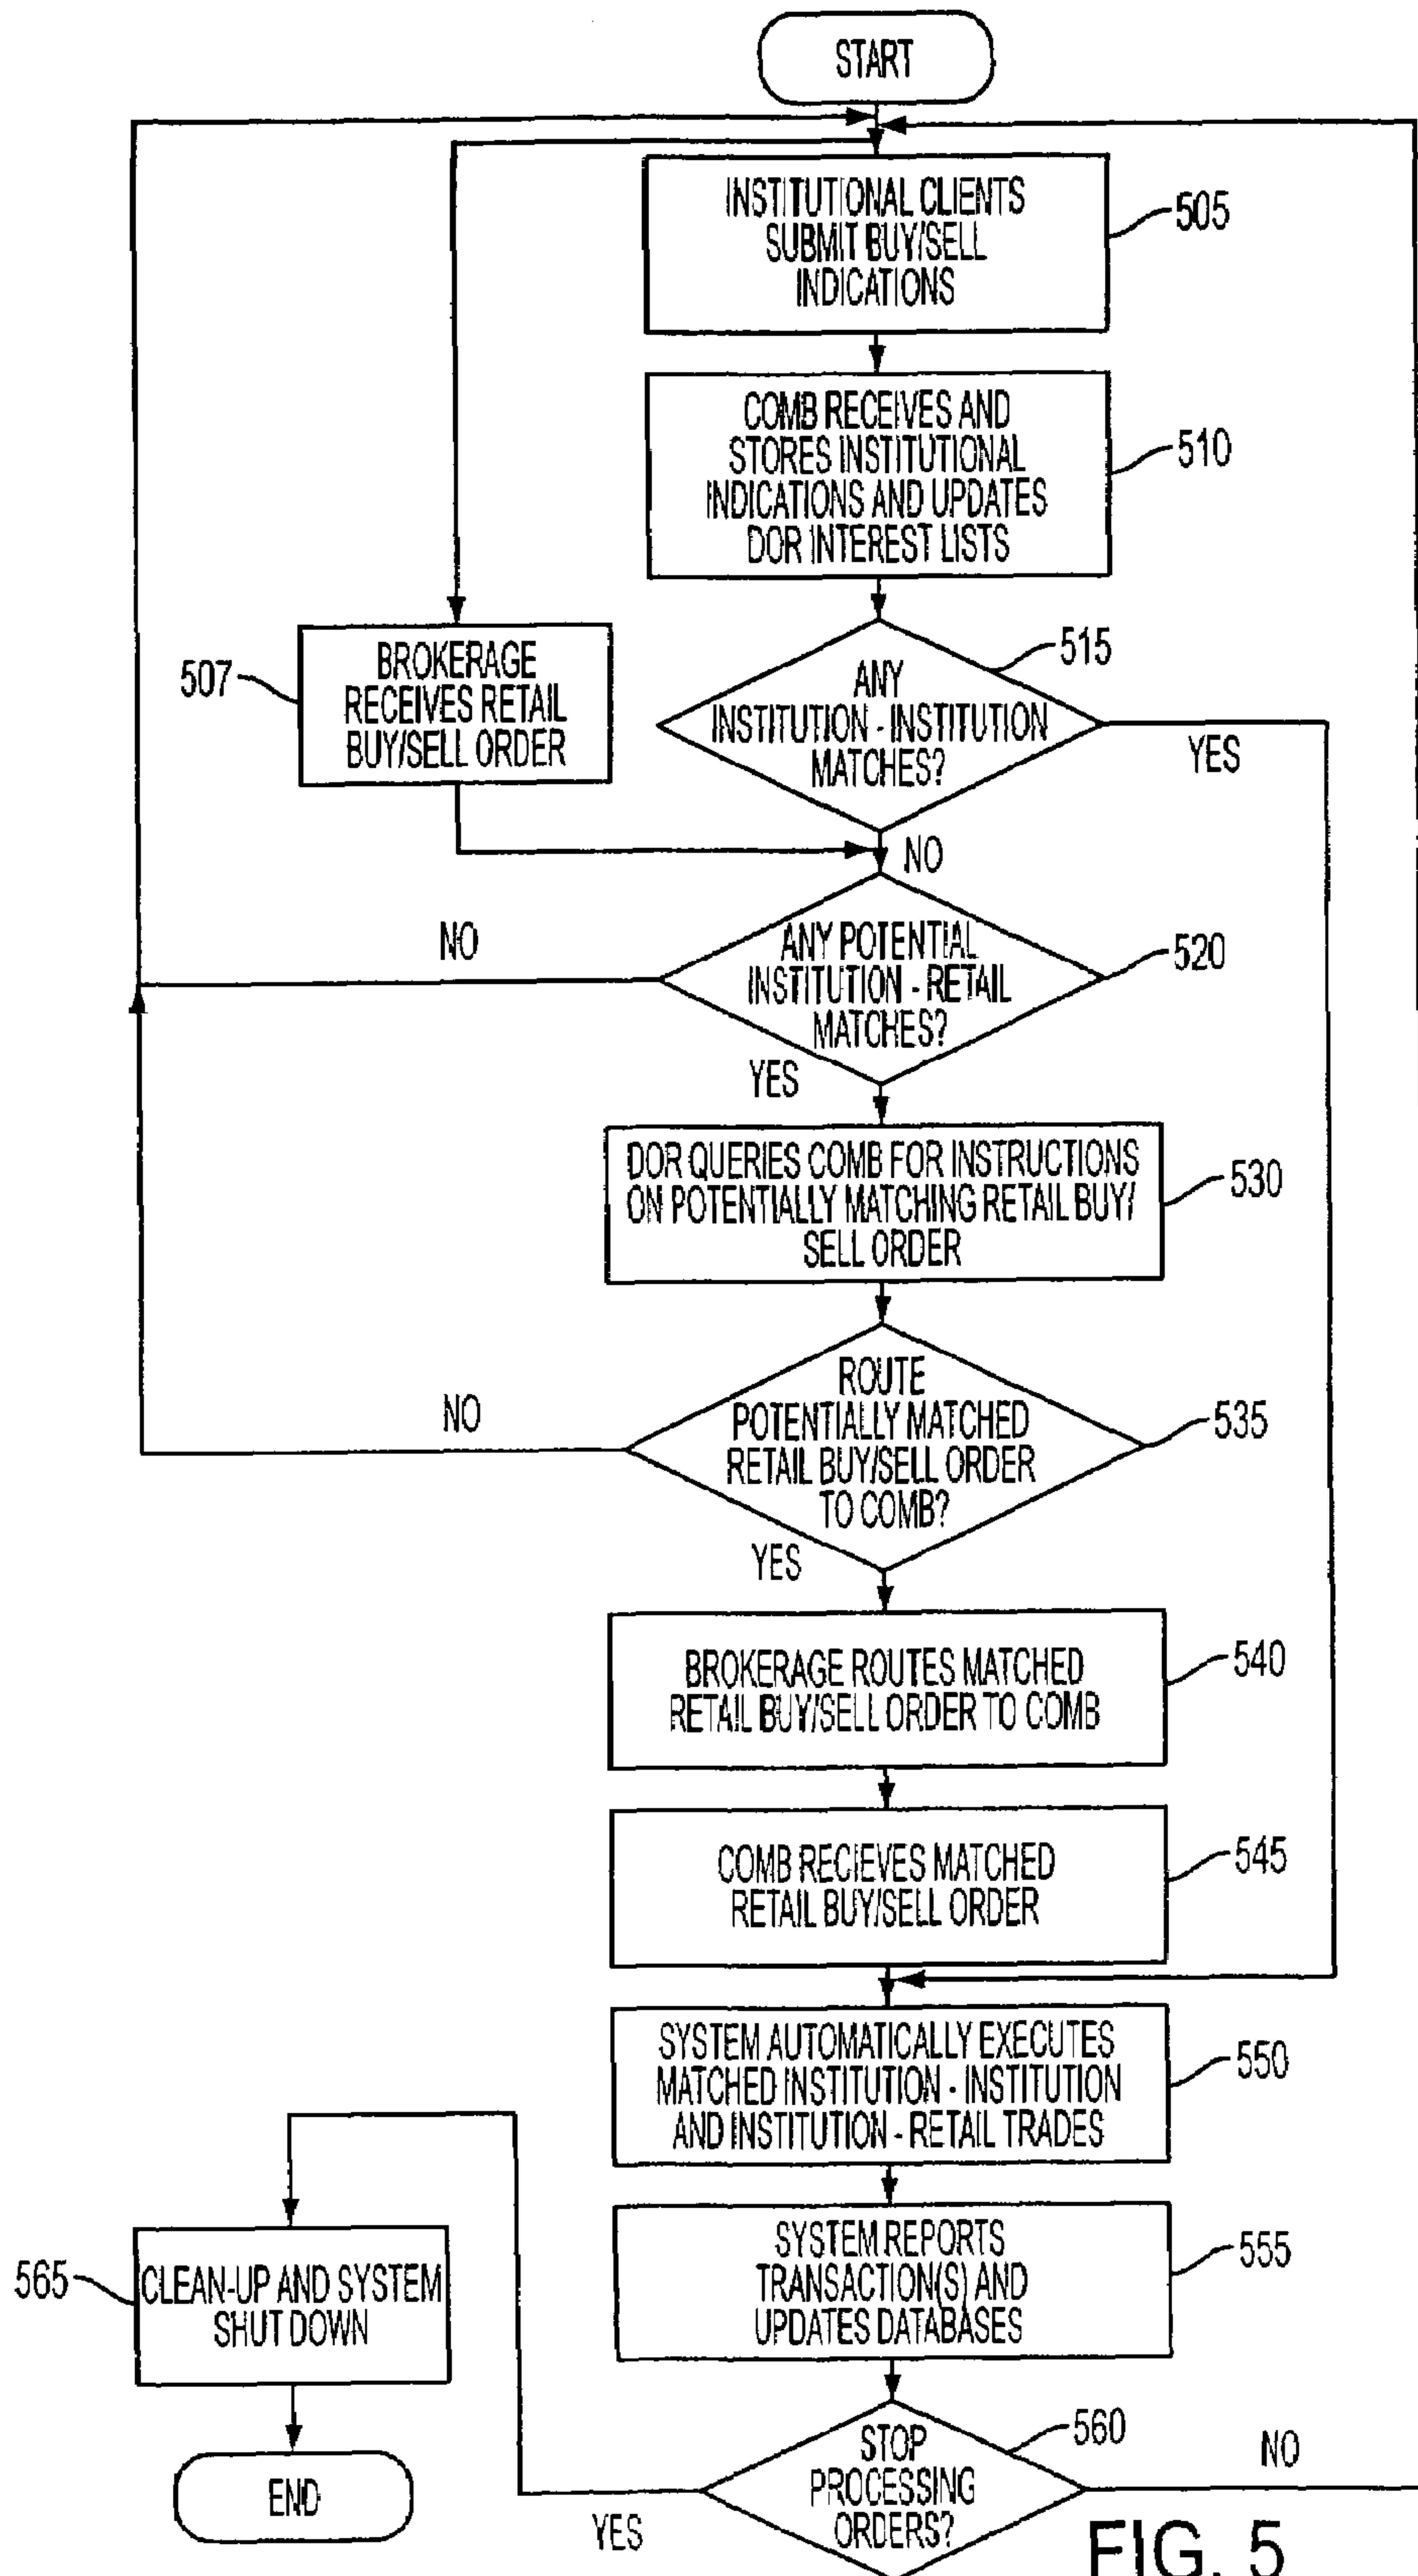 START
INSTITUTIONAL CLIENTS
SUBMIT BUY/SELL
INDICATIONS
505
COMB RECEIVES AND
STORES INSTITUTIONAL
INDICATIONS AND UPDATES
DOR INTEREST LISTS
510
507
BROKERAGE
RECEIVES RETAIL
BUY/SELL ORDER
ANY
INSTITUTION - INSTITUTION
MATCHES?
515
YES
NO
ANY POTENTIAL
INSTITUTION - RETAIL
MATCHES?
520
NO
YES
DOR QUERIES COMB FOR INSTRUCTIONS
ON POTENTIALLY MATCHING RETAIL BUY/
SELL ORDER
530
ROUTE
POTENTIALLY MATCHED
RETAIL BUY/SELL ORDER
TO COMB?
535
NO
YES
BROKERAGE ROUTES MATCHED
RETAIL BUY/SELL ORDER TO COMB
540
COMB RECIEVES MATCHED
RETAIL BUY/SELL ORDER
545
SYSTEM AUTOMATICALLY EXECUTES
MATCHED INSTITUTION - INSTITUTION
AND INSTITUTION - RETAIL TRADES
550
SYSTEM REPORTS
TRANSACTION(S) AND
UPDATES DATABASES
555
565
CLEAN-UP AND SYSTEM
SHUT DOWN
STOP
PROCESSING
ORDERS?
560
NO
YES
END
FIG. 5